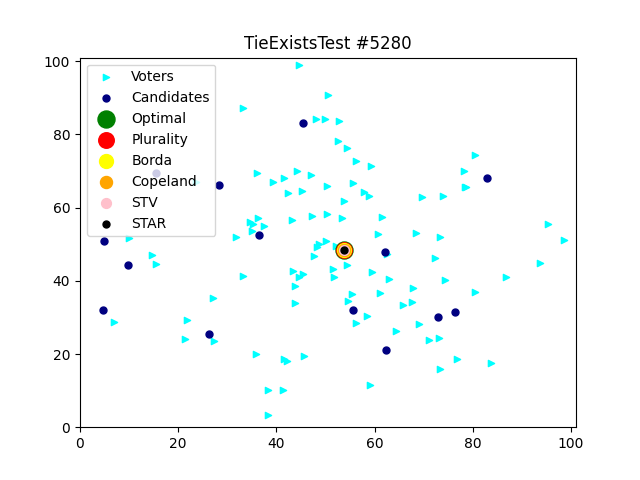 TieExistsTest #5280
100
80
60
40
20
0
Voters
Candidates
Optimal
Plurality
Borda
Copeland
STV
STAR
0 20 40 60 80 100